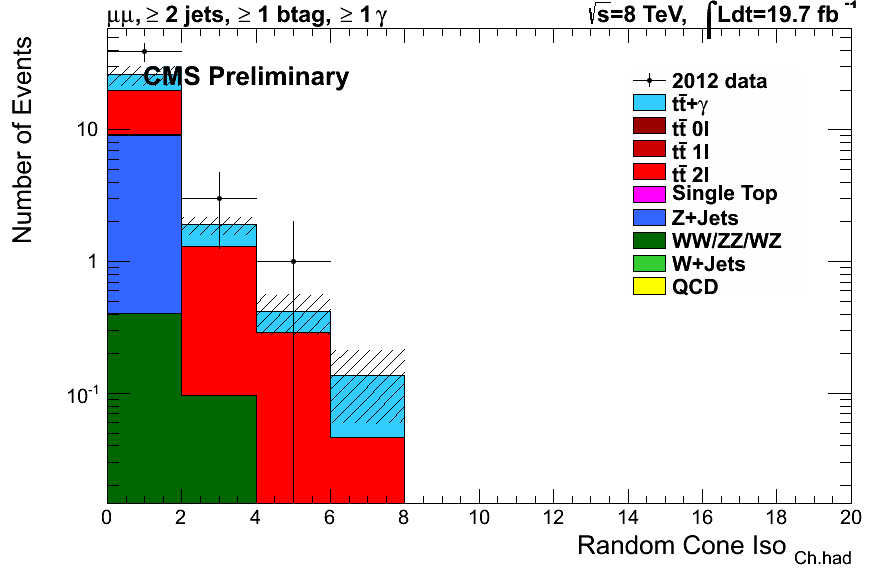 μμ, ≥ 2 jets, ≥ 1 btag, ≥ 1 γ
√s=8 TeV, ∫Ldt=19.7 fb⁻¹
CMS Preliminary
Number of Events
10
1
10⁻¹
2012 data
tt̄+γ
tt̄ 0l
tt̄ 1l
tt̄ 2l
Single Top
Z+Jets
WW/ZZ/WZ
W+Jets
QCD
0 2 4 6 8 10 12 14 16 18 20
Random Cone Iso Ch.had